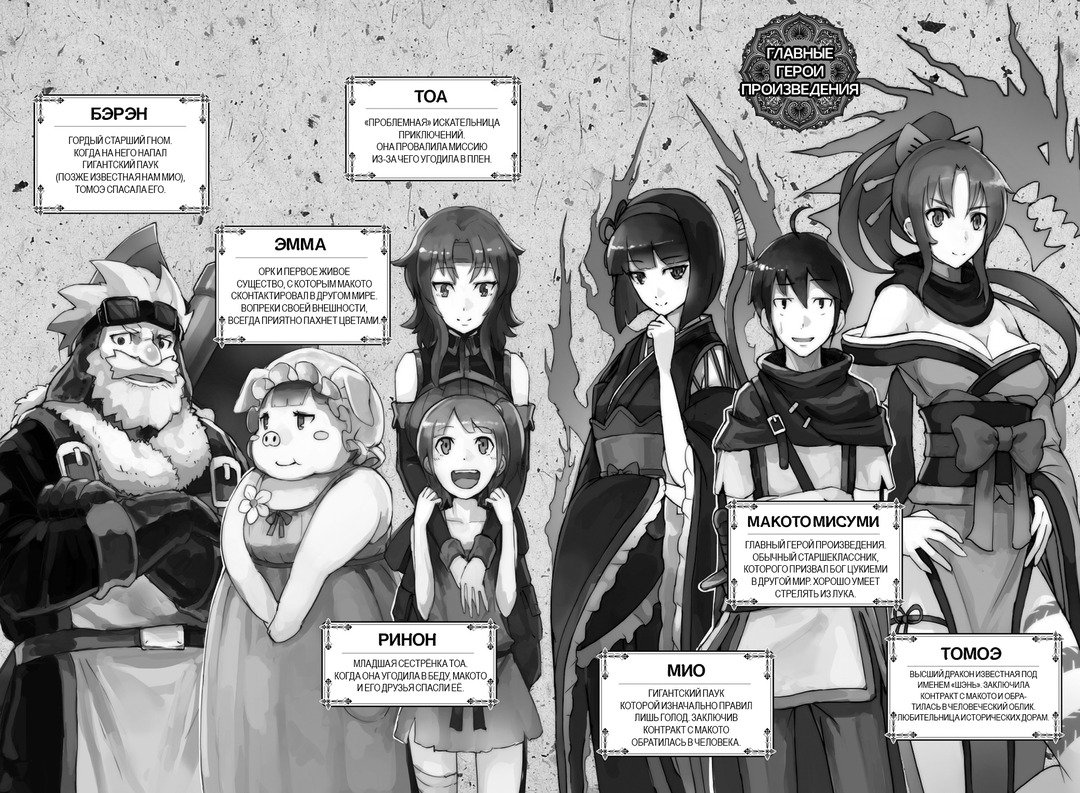 ГЛАВНЫЕ
ГЕРОИ
ПРОИЗВЕДЕНИЯ
БЭРЭН
ГОРДЫЙ СТАРШИЙ ГНОМ.
КОГДА НА НЕГО НАПАЛ
ГИГАНТСКИЙ ПАУК
(ПОЗЖЕ ИЗВЕСТНАЯ НАМ МИО),
ТОМОЭ СПАСАЛА ЕГО.
ТОА
«ПРОБЛЕМНАЯ» ИСКАТЕЛЬНИЦА
ПРИКЛЮЧЕНИЙ.
ОНА ПРОВАЛИЛА МИССИЮ
ИЗ-ЗА ЧЕГО УГОДИЛА В ПЛЕН.
ЭММА
ОРК И ПЕРВОЕ ЖИВОЕ
СУЩЕСТВО, С КОТОРЫМ МАКОТО
СКОНТАКТИРОВАЛ В ДРУГОМ МИРЕ.
ВОПРЕКИ СВОЕЙ ВНЕШНОСТИ,
ВСЕГДА ПРИЯТНО ПАХНЕТ ЦВЕТАМИ.
РИНОН
МЛАДШАЯ СЕСТРЁНКА ТОА.
КОГДА ОНА УГОДИЛА В БЕДУ, МАКОТО
И ЕГО ДРУЗЬЯ СПАСЛИ ЕЁ.
МИО
ГИГАНТСКИЙ ПАУК
КОТОРОЙ ИЗНАЧАЛЬНО ПРАВИЛ
ЛИШЬ ГОЛОД. ЗАКЛЮЧИВ
КОНТРАКТ С МАКОТО
ОБРАТИЛАСЬ В ЧЕЛОВЕКА.
МАКОТО МИСУМИ
ГЛАВНЫЙ ГЕРОЙ ПРОИЗВЕДЕНИЯ.
ОБЫЧНЫЙ СТАРШЕКЛАССНИК,
КОТОРОГО ПРИЗВАЛ БОГ ЦУКИЕМИ
В ДРУГОЙ МИР. ХОРОШО УМЕЕТ
СТРЕЛЯТЬ ИЗ ЛУКА.
ТОМОЭ
ВЫСШИЙ ДРАКОН ИЗВЕСТНАЯ ПОД
ИМЕНЕМ «ШЭНЬ». ЗАКЛЮЧИЛА
КОНТРАКТ С МАКОТО И ОБРА-
ТИЛАСЬ В ЧЕЛОВЕЧЕСКИЙ ОБЛИК.
ЛЮБИТЕЛЬНИЦА ИСТОРИЧЕСКИХ ДОРАМ.